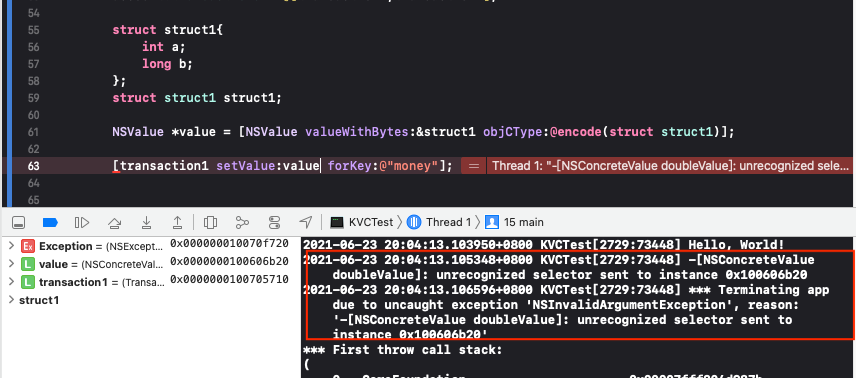 54
55 struct struct1{
56 int a;
57 long b;
58 };
59 struct struct1 struct1;
60
61 NSValue *value = [NSValue valueWithBytes:&struct1 objCType:@encode(struct struct1)];
62
63 [transaction1 setValue:value forKey:@"money"]; = Thread 1: "-[NSConcreteValue doubleValue]: unrecognized sele...
64
65
KVCTest Thread 1 15 main
Ex Exception = (NSExcept... 0x000000010070f720
L value = (NSConcreteVal... 0x0000000100606b20
L transaction1 = (Transa... 0x0000000100705710
struct1
2021-06-23 20:04:13.103950+0800 KVCTest[2729:73448] Hello, World!
2021-06-23 20:04:13.105348+0800 KVCTest[2729:73448] -[NSConcreteValue
doubleValue]: unrecognized selector sent to instance 0x100606b20
2021-06-23 20:04:13.106596+0800 KVCTest[2729:73448] *** Terminating app
due to uncaught exception 'NSInvalidArgumentException', reason:
'-[NSConcreteValue doubleValue]: unrecognized selector sent to
instance 0x100606b20'
*** First throw call stack:
(